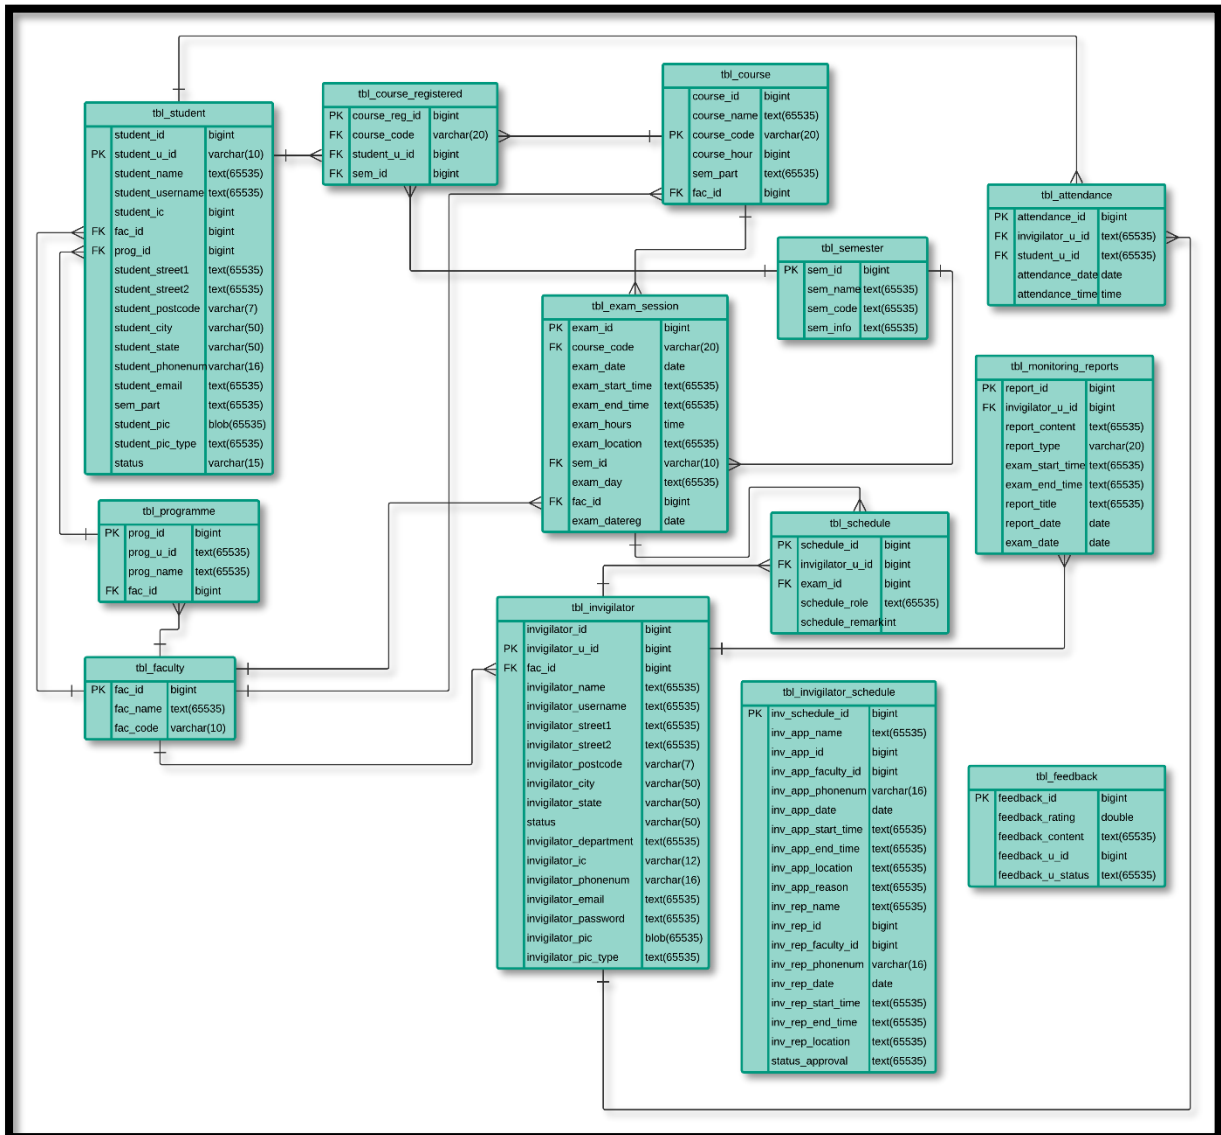 tbl_student
student_id bigint
PK student_u_id varchar(10)
student_name text(65535)
student_username text(65535)
student_ic bigint
FK fac_id bigint
FK prog_id bigint
student_street1 text(65535)
student_street2 text(65535)
student_postcode varchar(7)
student_city varchar(50)
student_state varchar(50)
student_phonenum varchar(16)
student_email text(65535)
sem_part text(65535)
student_pic blob(65535)
student_pic_type text(65535)
status varchar(15)
tbl_course_registered
PK course_reg_id bigint
FK course_code varchar(20)
FK student_u_id bigint
FK sem_id bigint
tbl_course
course_id bigint
course_name text(65535)
PK course_code varchar(20)
course_hour bigint
sem_part text(65535)
FK fac_id bigint
tbl_attendance
PK attendance_id bigint
FK invigilator_u_id text(65535)
FK student_u_id text(65535)
attendance_date date
attendance_time time
tbl_semester
PK sem_id bigint
sem_name text(65535)
sem_code text(65535)
sem_info text(65535)
tbl_exam_session
PK exam_id bigint
FK course_code varchar(20)
exam_date date
exam_start_time text(65535)
exam_end_time text(65535)
exam_hours time
exam_location text(65535)
FK sem_id varchar(10)
exam_day text(65535)
FK fac_id bigint
exam_datereg date
tbl_monitoring_reports
PK report_id bigint
FK invigilator_u_id bigint
report_content text(65535)
report_type varchar(20)
exam_start_time text(65535)
exam_end_time text(65535)
report_title text(65535)
report_date date
exam_date date
tbl_programme
PK prog_id bigint
prog_u_id text(65535)
prog_name text(65535)
FK fac_id bigint
tbl_schedule
PK schedule_id bigint
FK invigilator_u_id bigint
FK exam_id bigint
schedule_role text(65535)
schedule_remark int
tbl_faculty
PK fac_id bigint
fac_name text(65535)
fac_code varchar(10)
tbl_invigilator
invigilator_id bigint
PK invigilator_u_id bigint
FK fac_id bigint
invigilator_name text(65535)
invigilator_username text(65535)
invigilator_street1 text(65535)
invigilator_street2 text(65535)
invigilator_postcode varchar(7)
invigilator_city varchar(50)
invigilator_state varchar(50)
status varchar(50)
invigilator_department text(65535)
invigilator_ic varchar(12)
invigilator_phonenum varchar(16)
invigilator_email text(65535)
invigilator_password text(65535)
invigilator_pic blob(65535)
invigilator_pic_type text(65535)
tbl_invigilator_schedule
PK inv_schedule_id bigint
inv_app_name text(65535)
inv_app_id bigint
inv_app_faculty_id bigint
inv_app_phonenum varchar(16)
inv_app_date date
inv_app_start_time text(65535)
inv_app_end_time text(65535)
inv_app_location text(65535)
inv_app_reason text(65535)
inv_rep_name text(65535)
inv_rep_id bigint
inv_rep_faculty_id bigint
inv_rep_phonenum varchar(16)
inv_rep_date date
inv_rep_start_time text(65535)
inv_rep_end_time text(65535)
inv_rep_location text(65535)
status_approval text(65535)
tbl_feedback
PK feedback_id bigint
feedback_rating double
feedback_content text(65535)
feedback_u_id bigint
feedback_u_status text(65535)